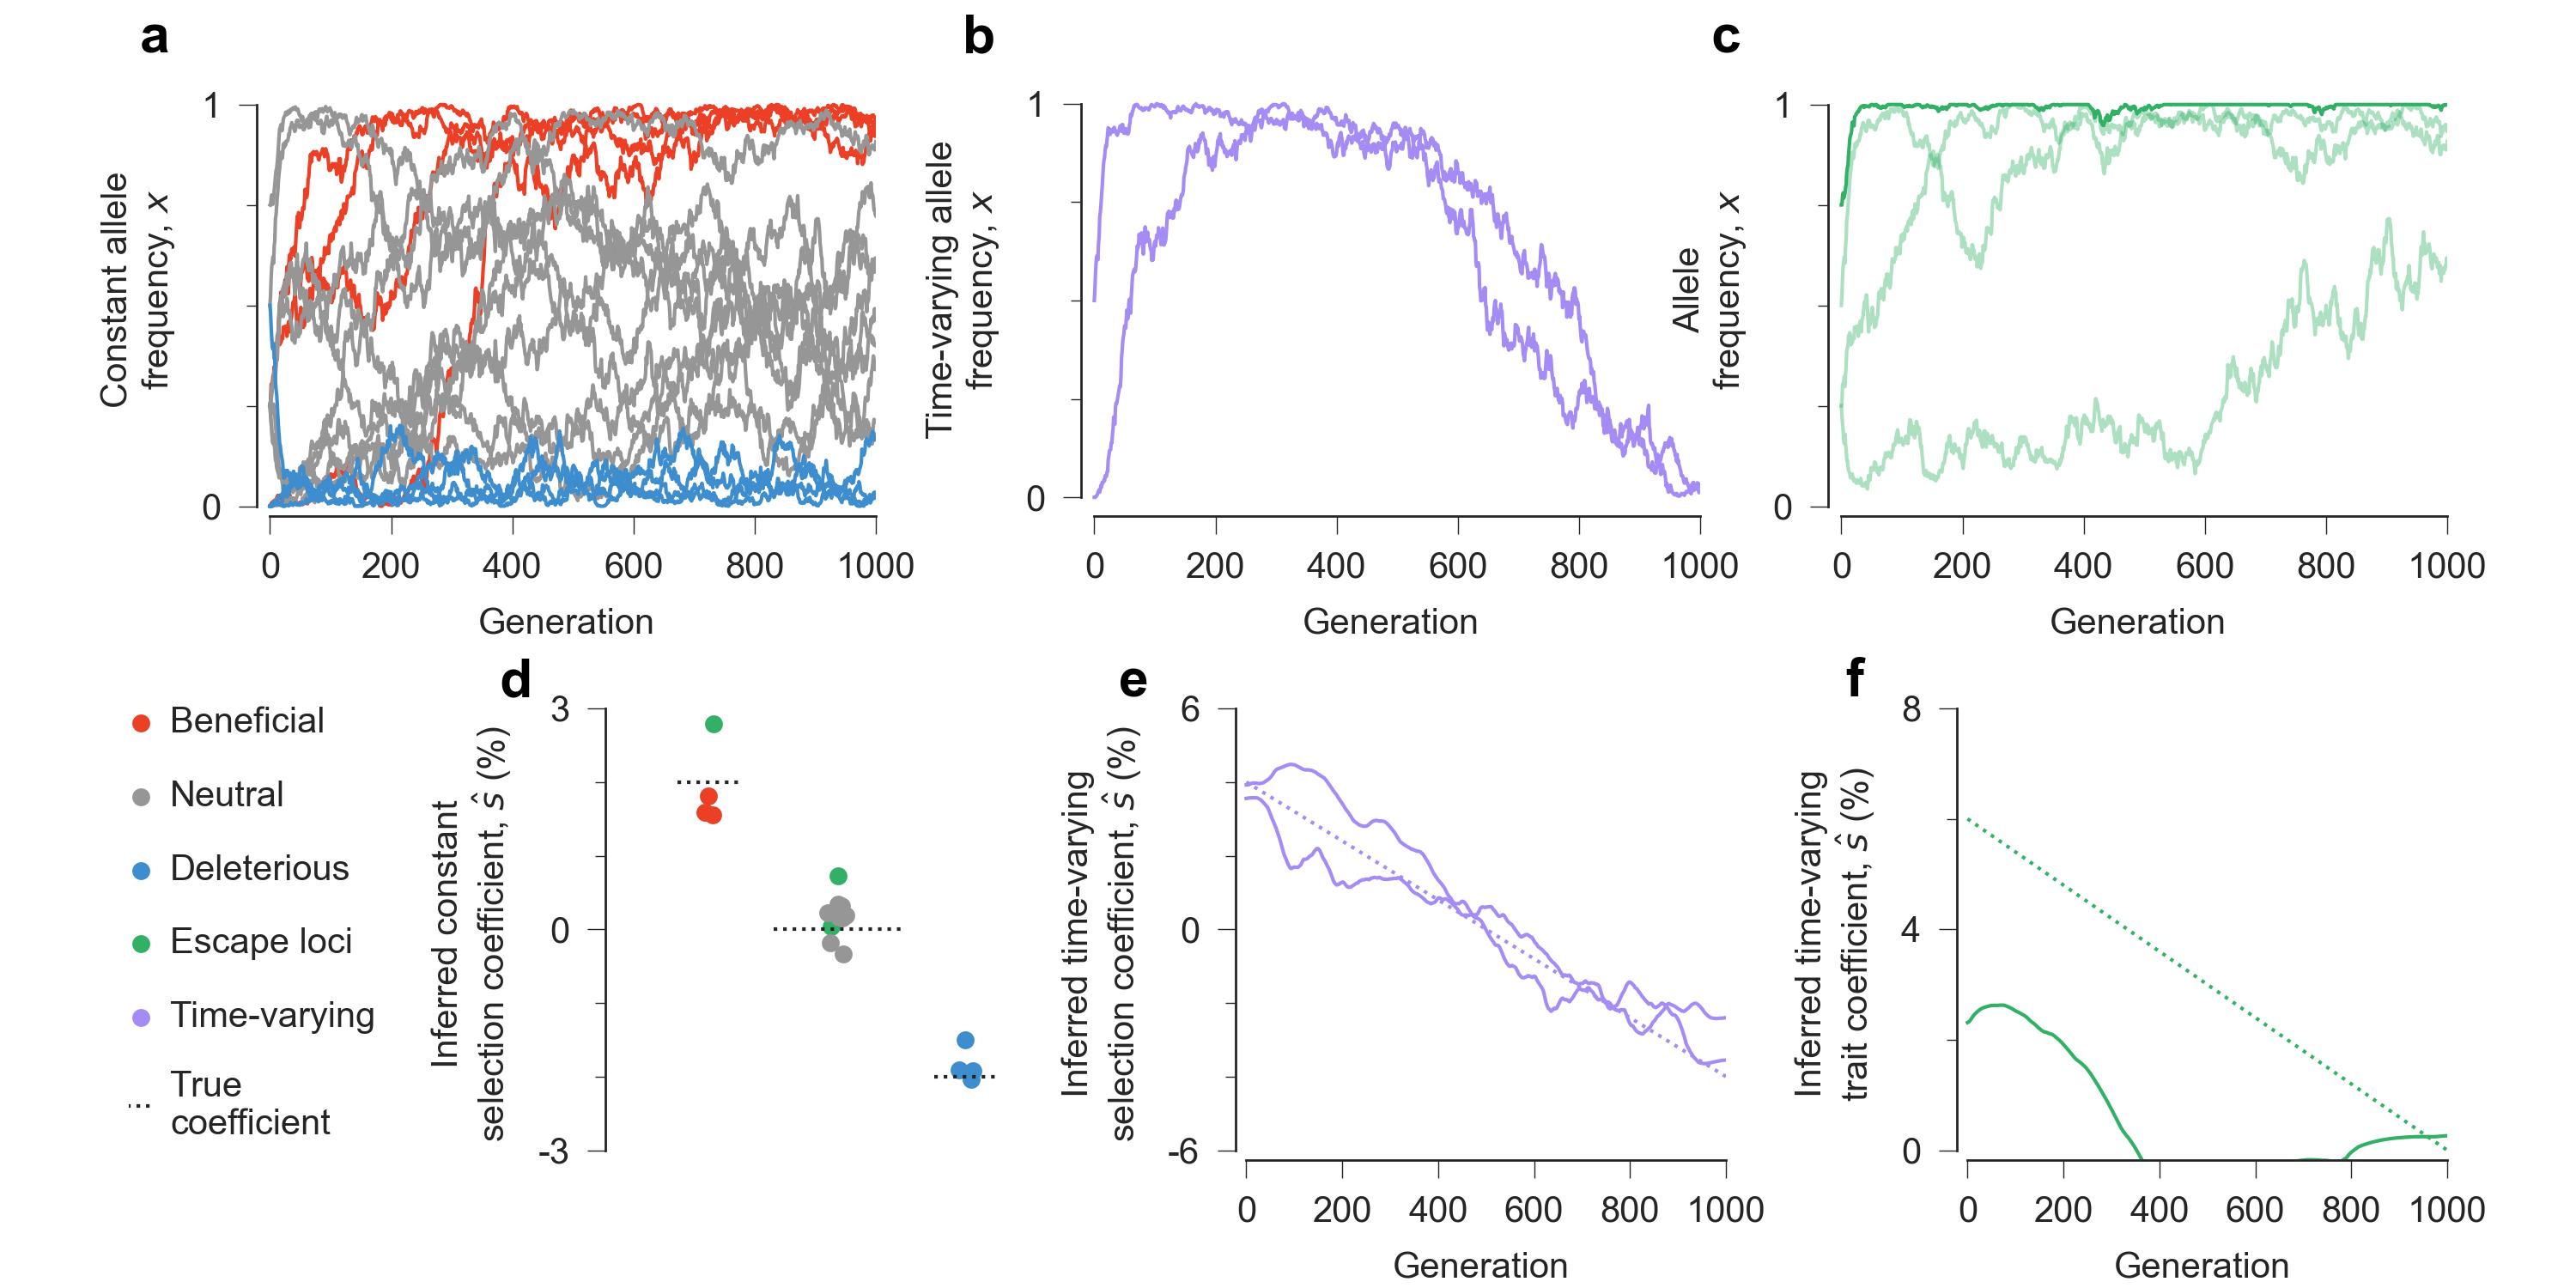 a
Constant allele
frequency, x
1
0
0 200 400 600 800 1000
Generation
b
Time-varying allele
frequency, x
1
0
0 200 400 600 800 1000
Generation
c
Allele
frequency, x
1
0
0 200 400 600 800 1000
Generation
Beneficial
Neutral
Deleterious
Escape loci
Time-varying
True
coefficient
d
Inferred constant
selection coefficient, ŝ (%)
3
0
-3
e
Inferred time-varying
selection coefficient, ŝ (%)
6
0
-6
0 200 400 600 800 1000
Generation
f
Inferred time-varying
trait coefficient, ŝ (%)
8
4
0
0 200 400 600 800 1000
Generation